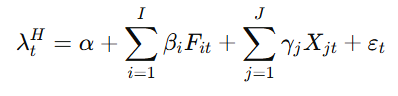 λ_t^H = α + ∑_{i=1}^{I} β_i F_{it} + ∑_{j=1}^{J} γ_j X_{jt} + ε_t